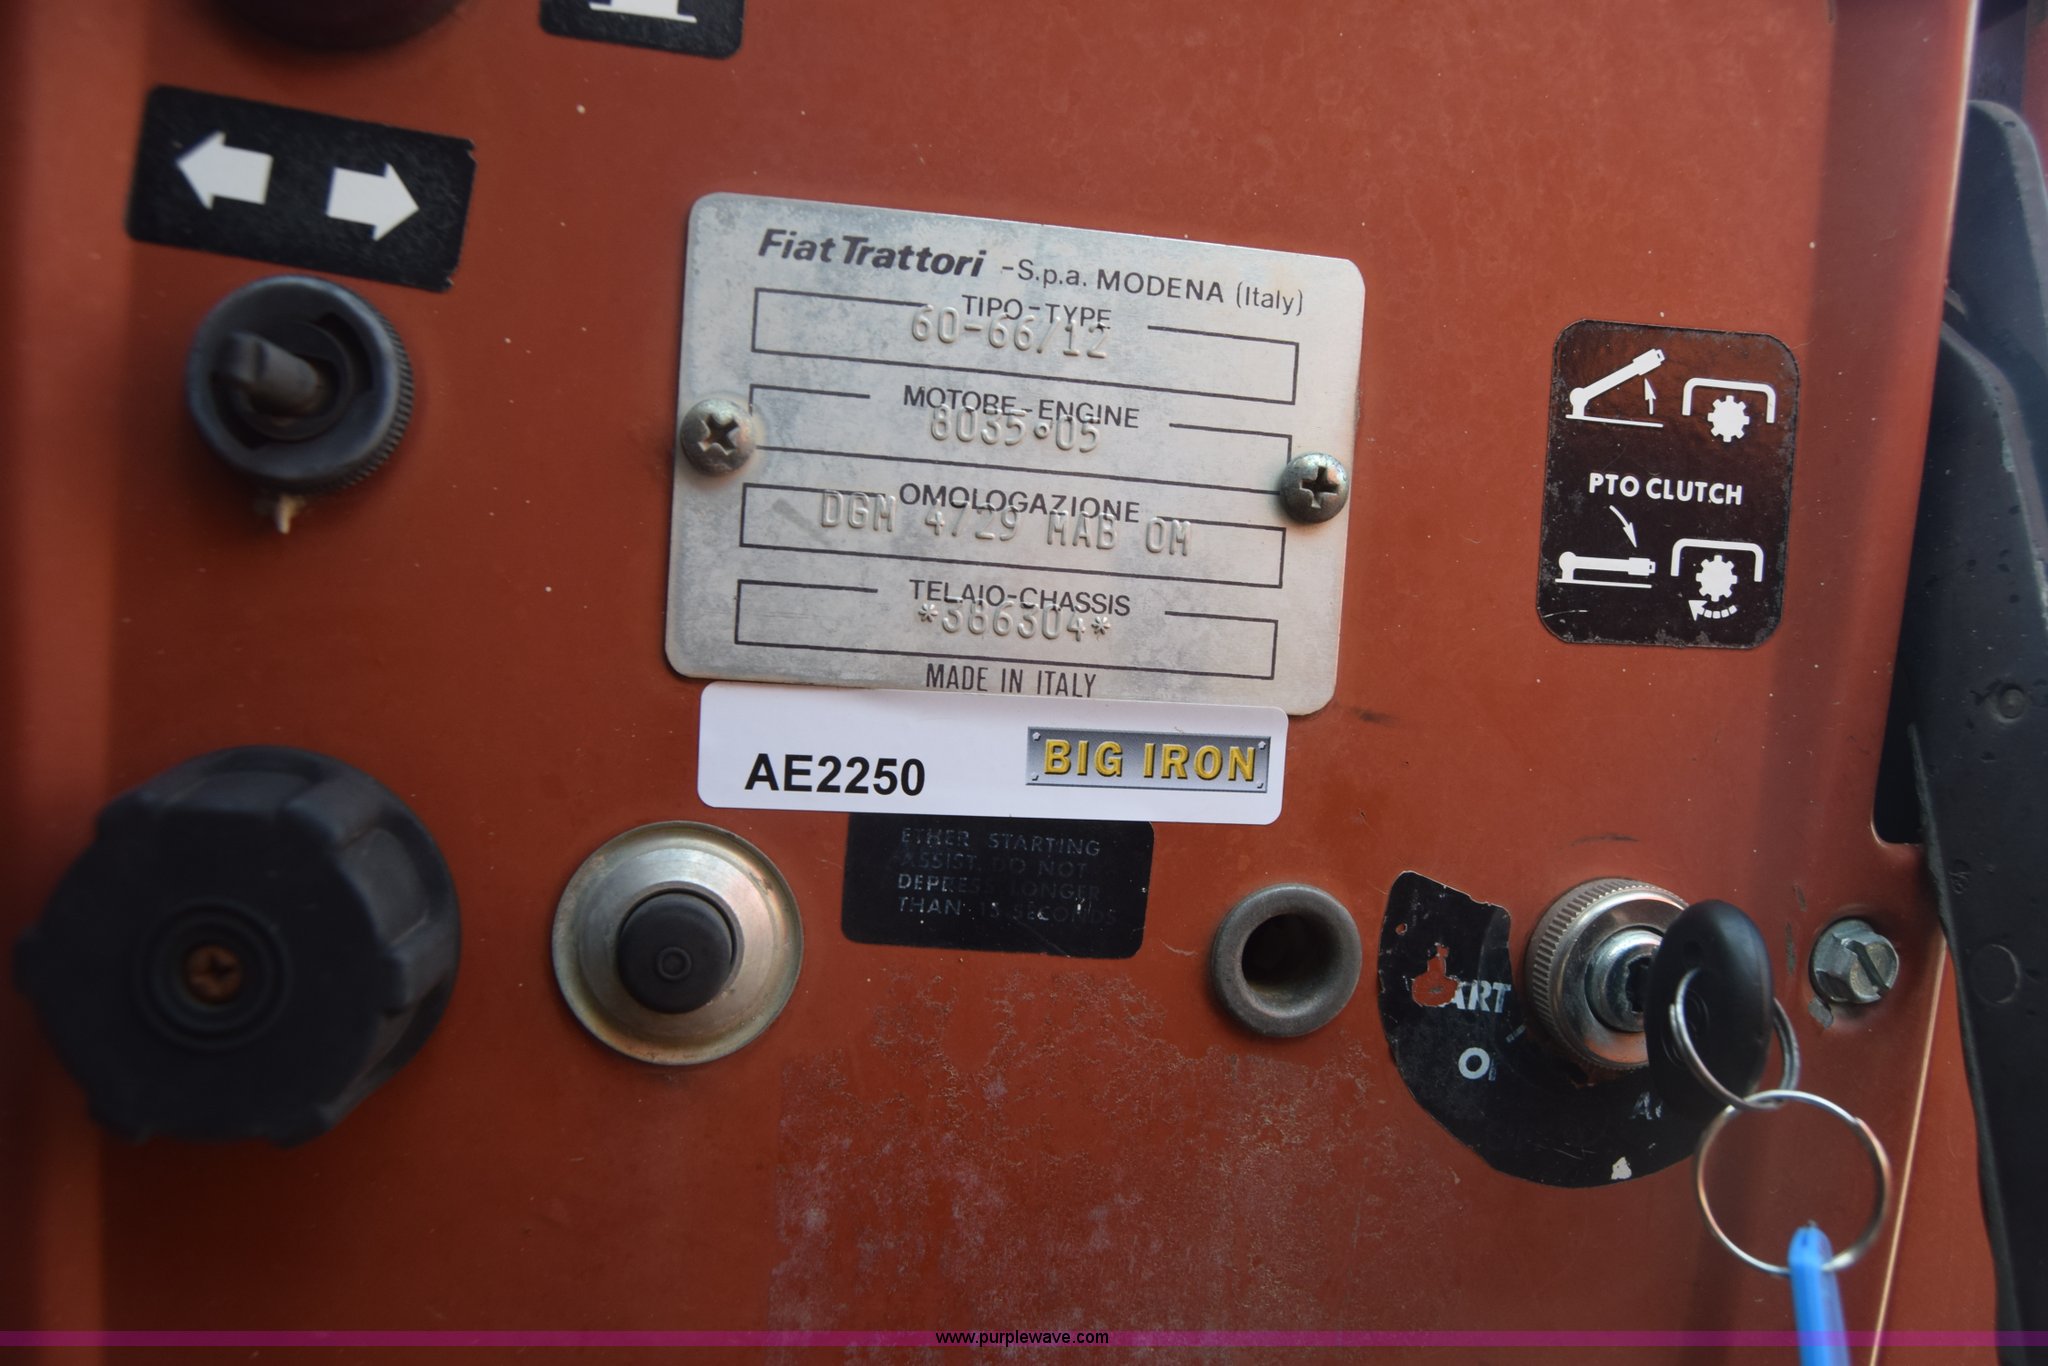 Fiat Trattori -S.p.a. MODENA (Italy)
TIPO-TYPE
60-66/12
MOTORE-ENGINE
8035•05
OMOLOGAZIONE
DGM 4729 MAB OM
TELAIO-CHASSIS
*386304*
MADE IN ITALY
PTO CLUTCH
AE2250
BIG IRON
ETHER STARTING
ASSIST. DO NOT
DEPRESS LONGER
THAN 15 SECONDS
ART
O
A
www.purplewave.com